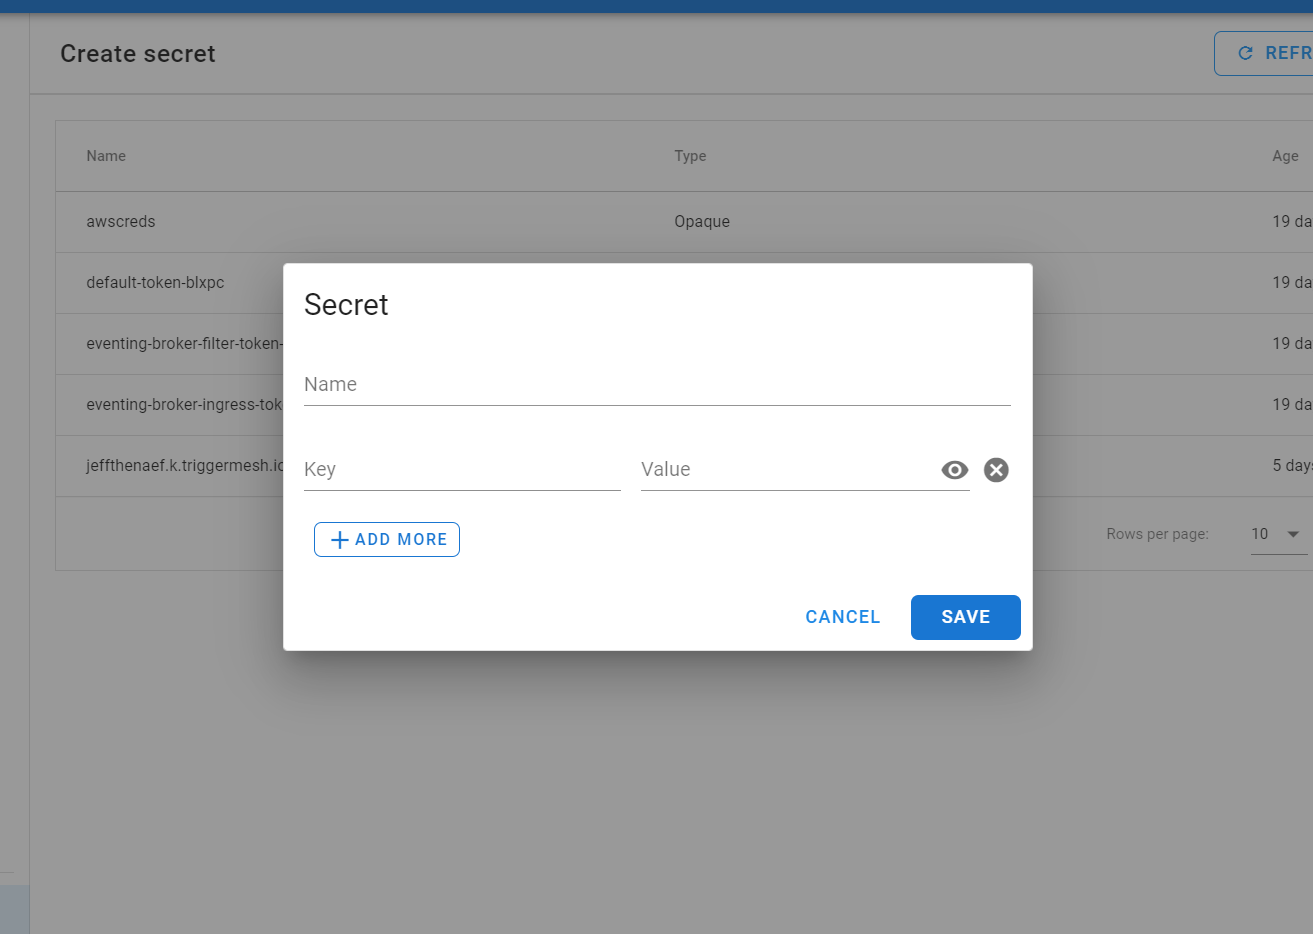 Create secret
REFR
Name Type Age
awscreds Opaque 19 da
default-token-blxpc 19 da
eventing-broker-filter-token- 19 da
eventing-broker-ingress-tok 19 da
jeffthenaef.k.triggermesh.io 5 days
Rows per page: 10
Secret
Name
Key Value
ADD MORE
CANCEL SAVE